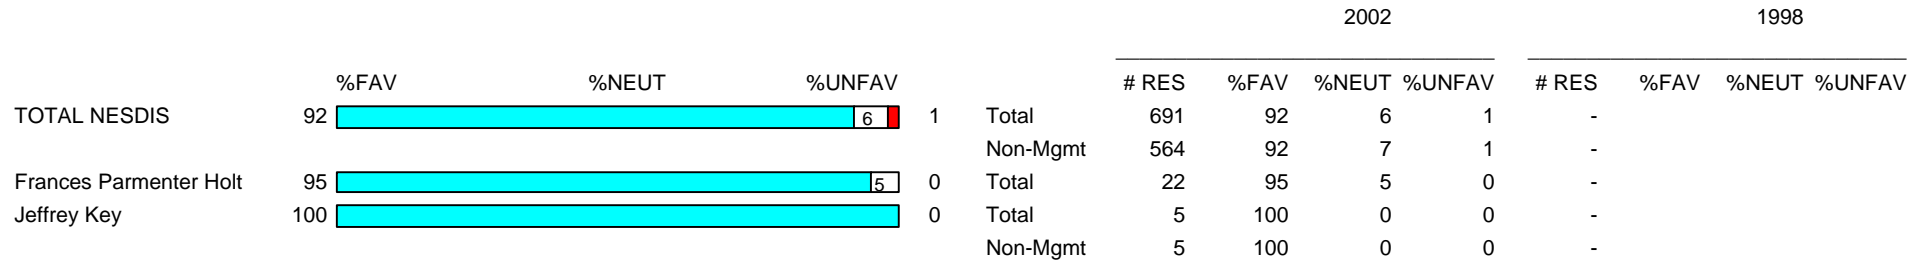 2002 1998
%FAV %NEUT %UNFAV # RES %FAV %NEUT %UNFAV # RES %FAV %NEUT %UNFAV
TOTAL NESDIS 92 6 1 Total 691 92 6 1 -
Non-Mgmt 564 92 7 1 -
Frances Parmenter Holt 95 5 0 Total 22 95 5 0 -
Jeffrey Key 100 0 Total 5 100 0 0 -
Non-Mgmt 5 100 0 0 -